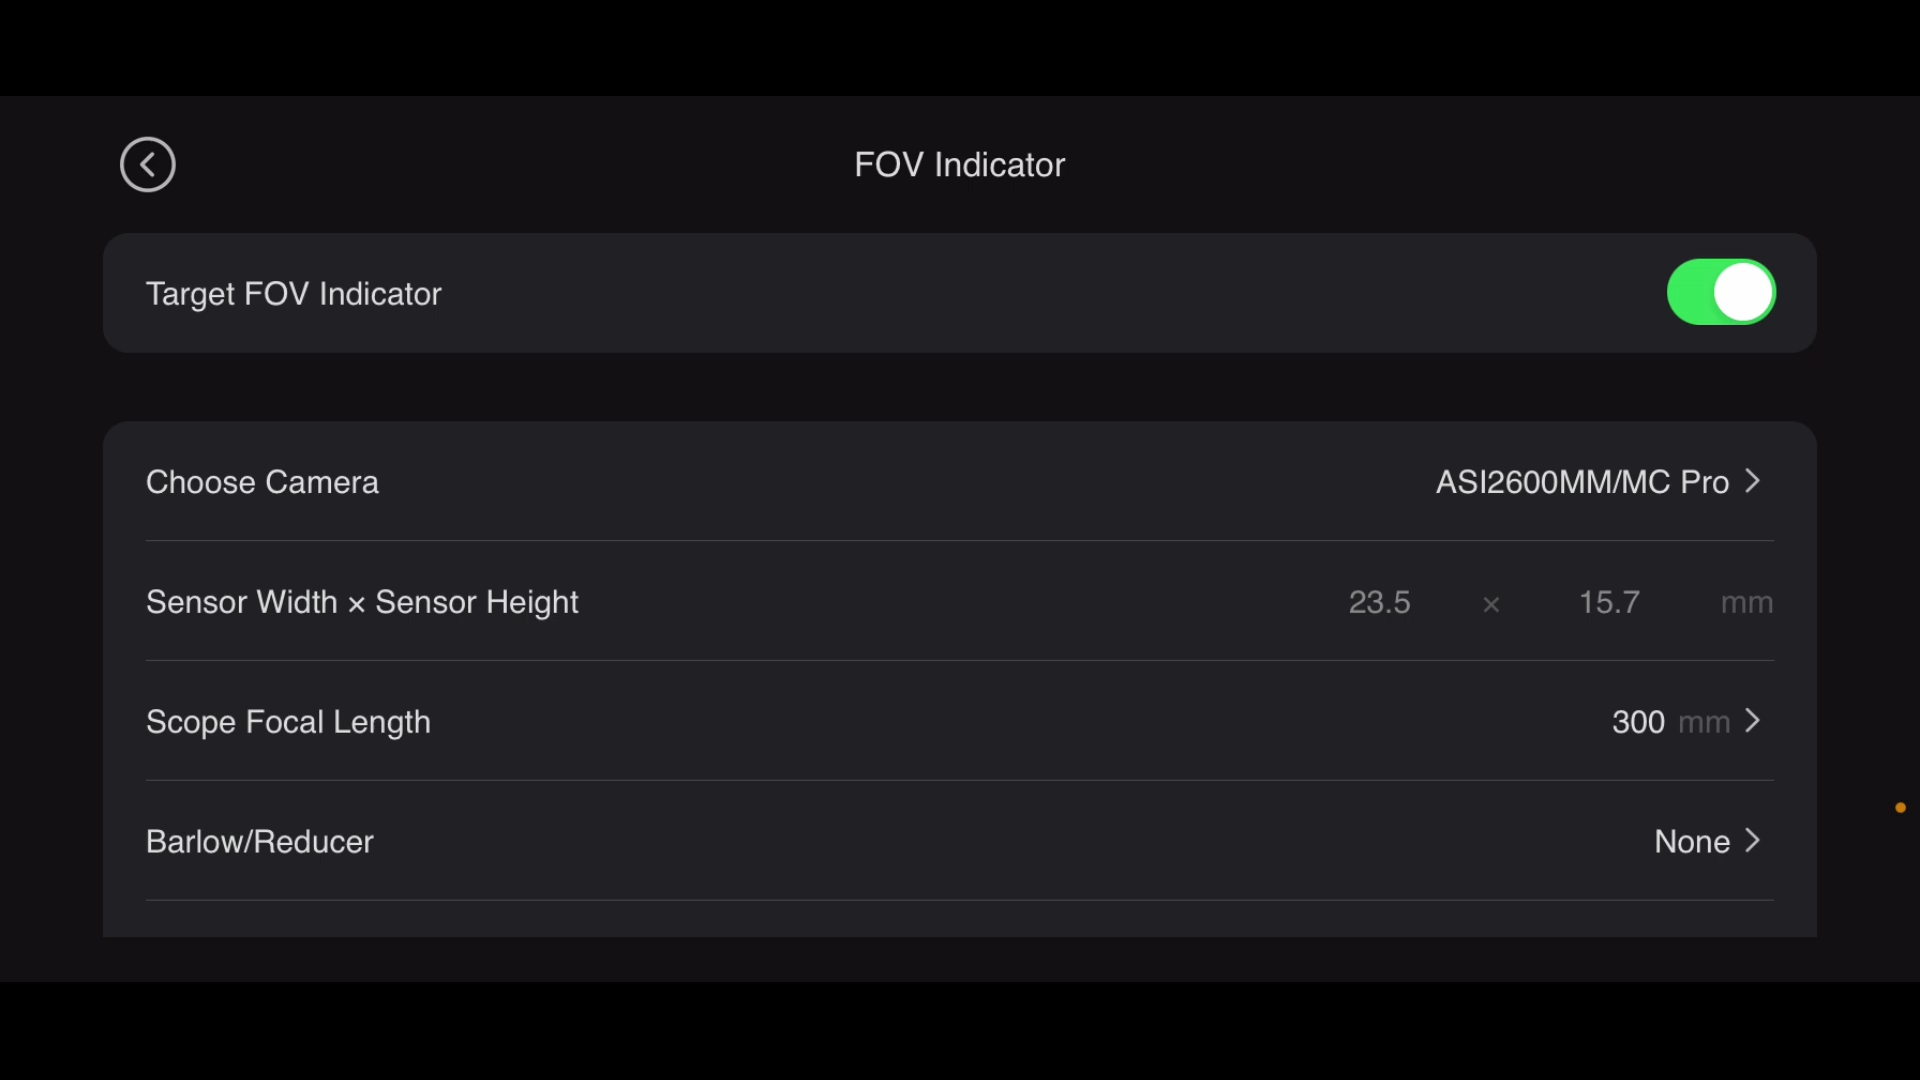 FOV Indicator
Target FOV Indicator
Choose Camera ASI2600MM/MC Pro
Sensor Width × Sensor Height 23.5 × 15.7 mm
Scope Focal Length 300 mm
Barlow/Reducer None